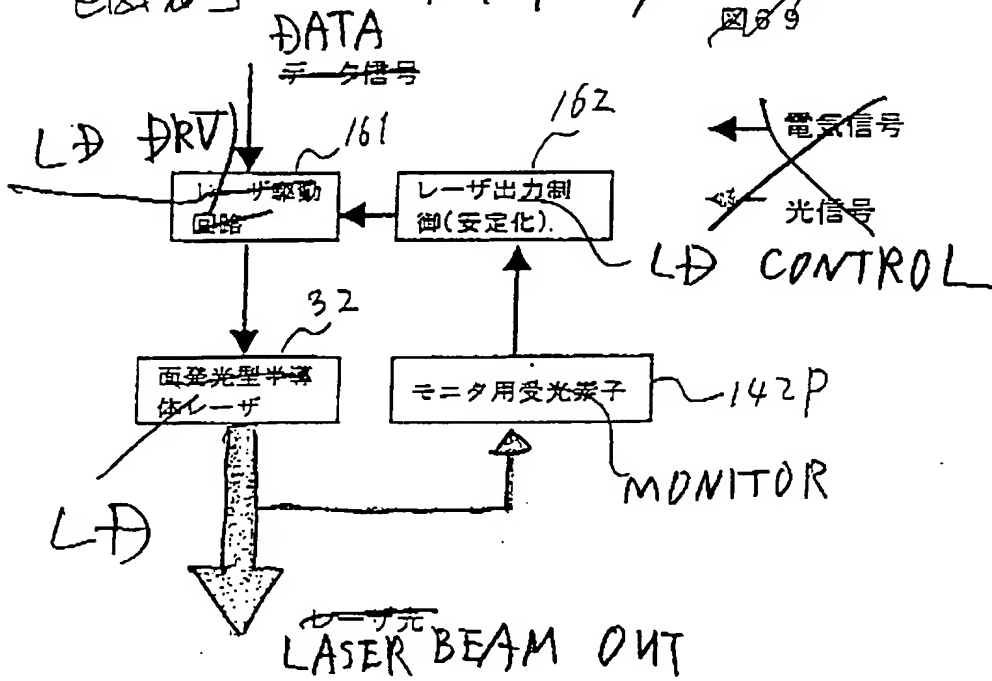 図69
DATA
データ信号
LD DRV
161
162
レーザ駆動
回路
レーザ出力制
御(安定化).
電気信号
光信号
LD CONTROL
32
面発光型半導
体レーザ
モニタ用受光素子
142P
MONITOR
LD
レーザ光
LASER BEAM OUT